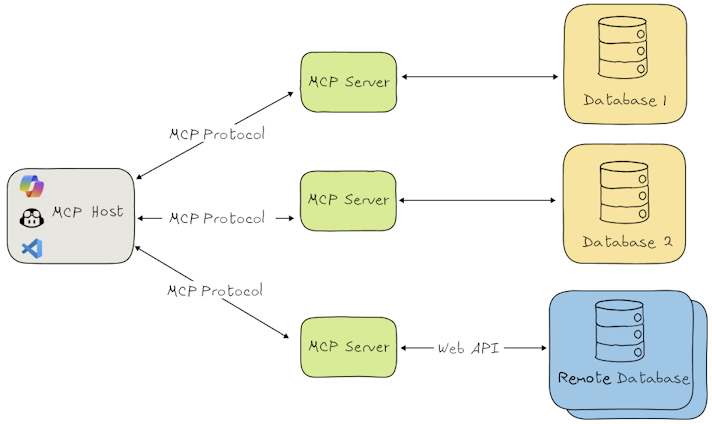 MCP Server
Database 1
MCP Protocol
MCP Host
MCP Protocol
MCP Server
Database 2
MCP Protocol
MCP Server
Web API
Remote Database